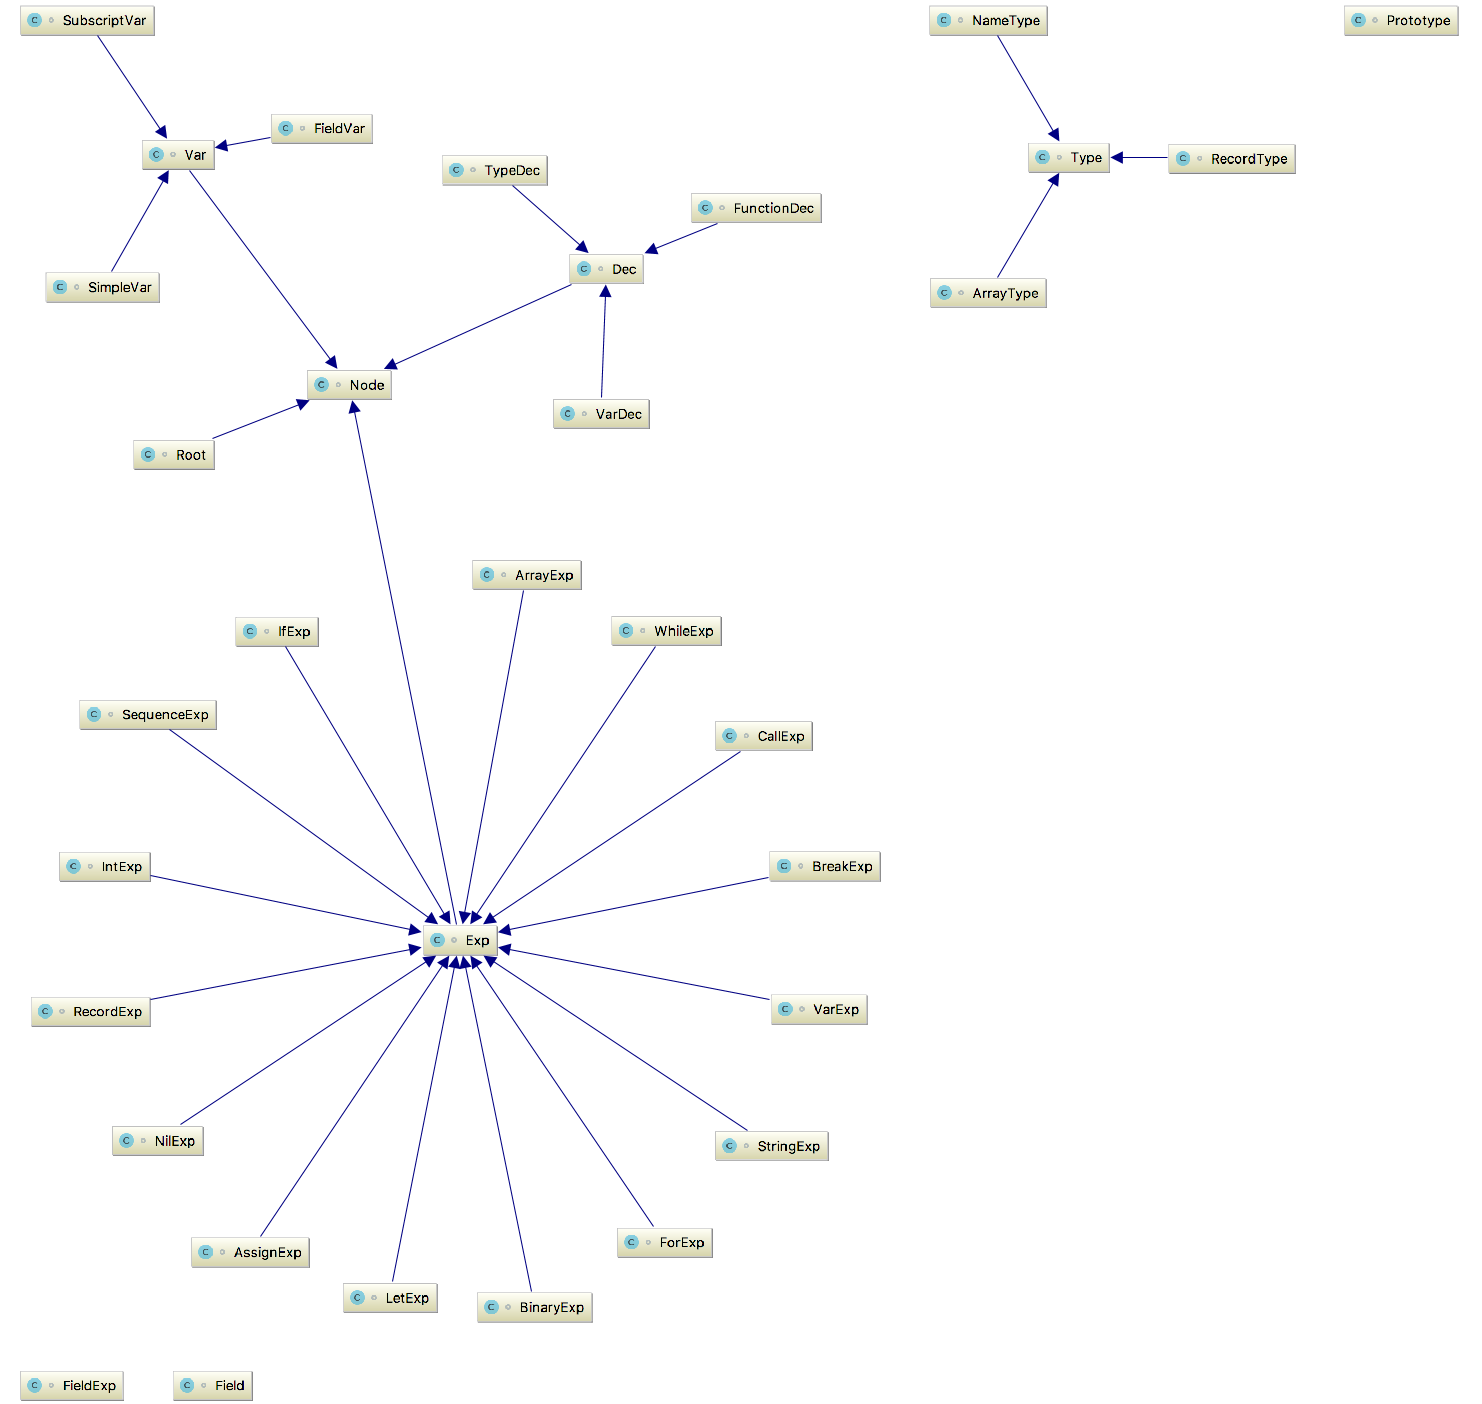 C SubscriptVar
C NameType
C Prototype
C FieldVar
C Var
C Type
C RecordType
C TypeDec
C FunctionDec
C Dec
C SimpleVar
C ArrayType
C Node
C VarDec
C Root
C ArrayExp
C IfExp
C WhileExp
C SequenceExp
C CallExp
C IntExp
C BreakExp
C Exp
C RecordExp
C VarExp
C NilExp
C StringExp
C AssignExp
C ForExp
C LetExp
C BinaryExp
C FieldExp
C Field